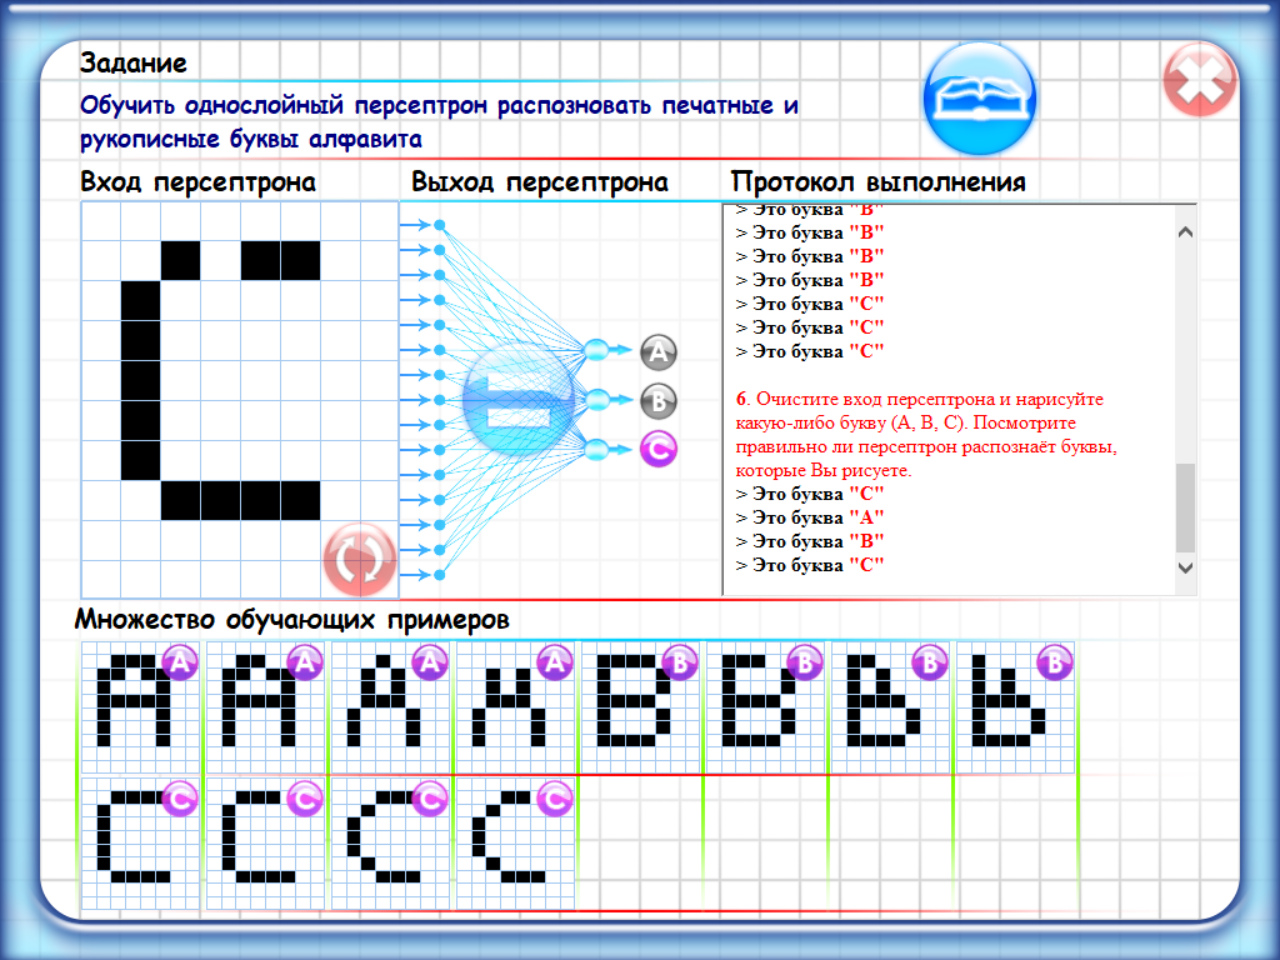 Задание
Обучить однослойный персептрон распозновать печатные и
рукописные буквы алфавита
Вход персептрона
Выход персептрона
Протокол выполнения
> Это буква "B"
> Это буква "B"
> Это буква "B"
> Это буква "B"
> Это буква "C"
> Это буква "C"
> Это буква "C"
6. Очистите вход персептрона и нарисуйте
какую-либо букву (A, B, C). Посмотрите
правильно ли персептрон распознаёт буквы,
которые Вы рисуете.
> Это буква "C"
> Это буква "A"
> Это буква "B"
> Это буква "C"
A
B
C
Множество обучающих примеров
A A A A B B B B
C C C C